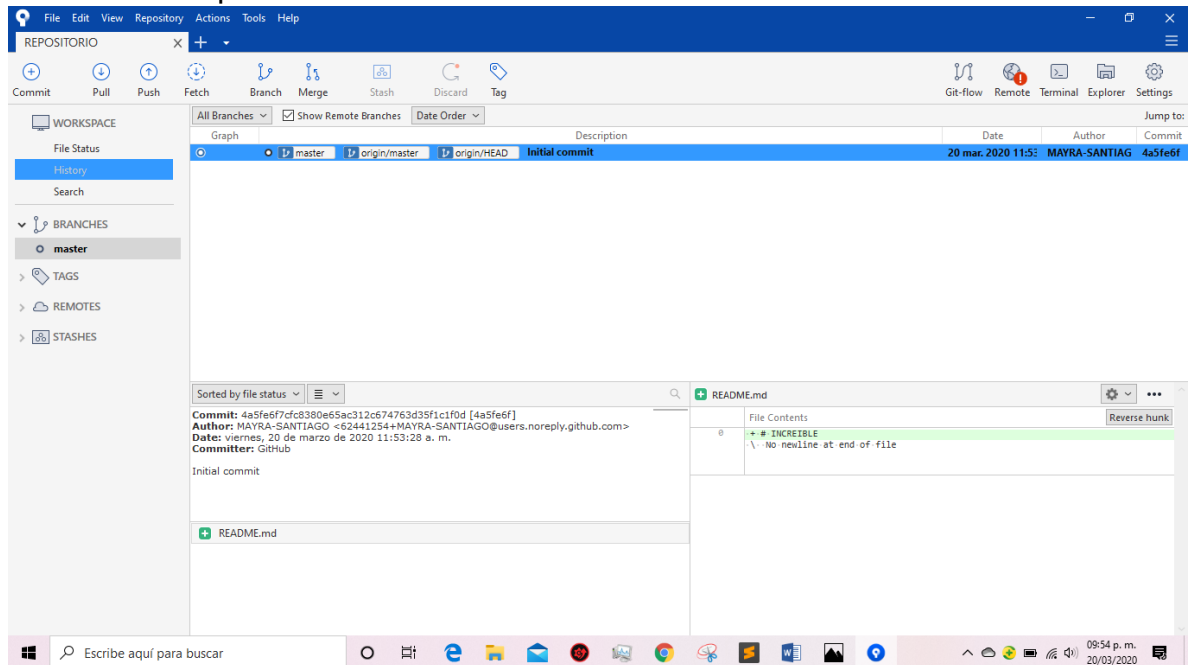 File Edit View Repository Actions Tools Help
REPOSITORIO
Commit Pull Push Fetch Branch Merge Stash Discard Tag Git-flow Remote Terminal Explorer Settings
WORKSPACE
File Status
History
Search
BRANCHES
master
TAGS
REMOTES
STASHES
All Branches Show Remote Branches Date Order Jump to:
Graph Description Date Author Commit
master origin/master origin/HEAD Initial commit 20 mar. 2020 11:5 MAYRA-SANTIAG 4a5fe6f
Sorted by file status
Commit: 4a5fe6f7cfc8380e65ac312c674763d35f1c1f0d [4a5fe6f]
Author: MAYRA-SANTIAGO <62441254+MAYRA-SANTIAGO@users.noreply.github.com>
Date: viernes, 20 de marzo de 2020 11:53:28 a. m.
Committer: GitHub
Initial commit
README.md
README.md
File Contents Reverse hunk
0 + # INCREIBLE
\ No newline at end of file
Escribe aquí para buscar
09:54 p. m.
20/03/2020